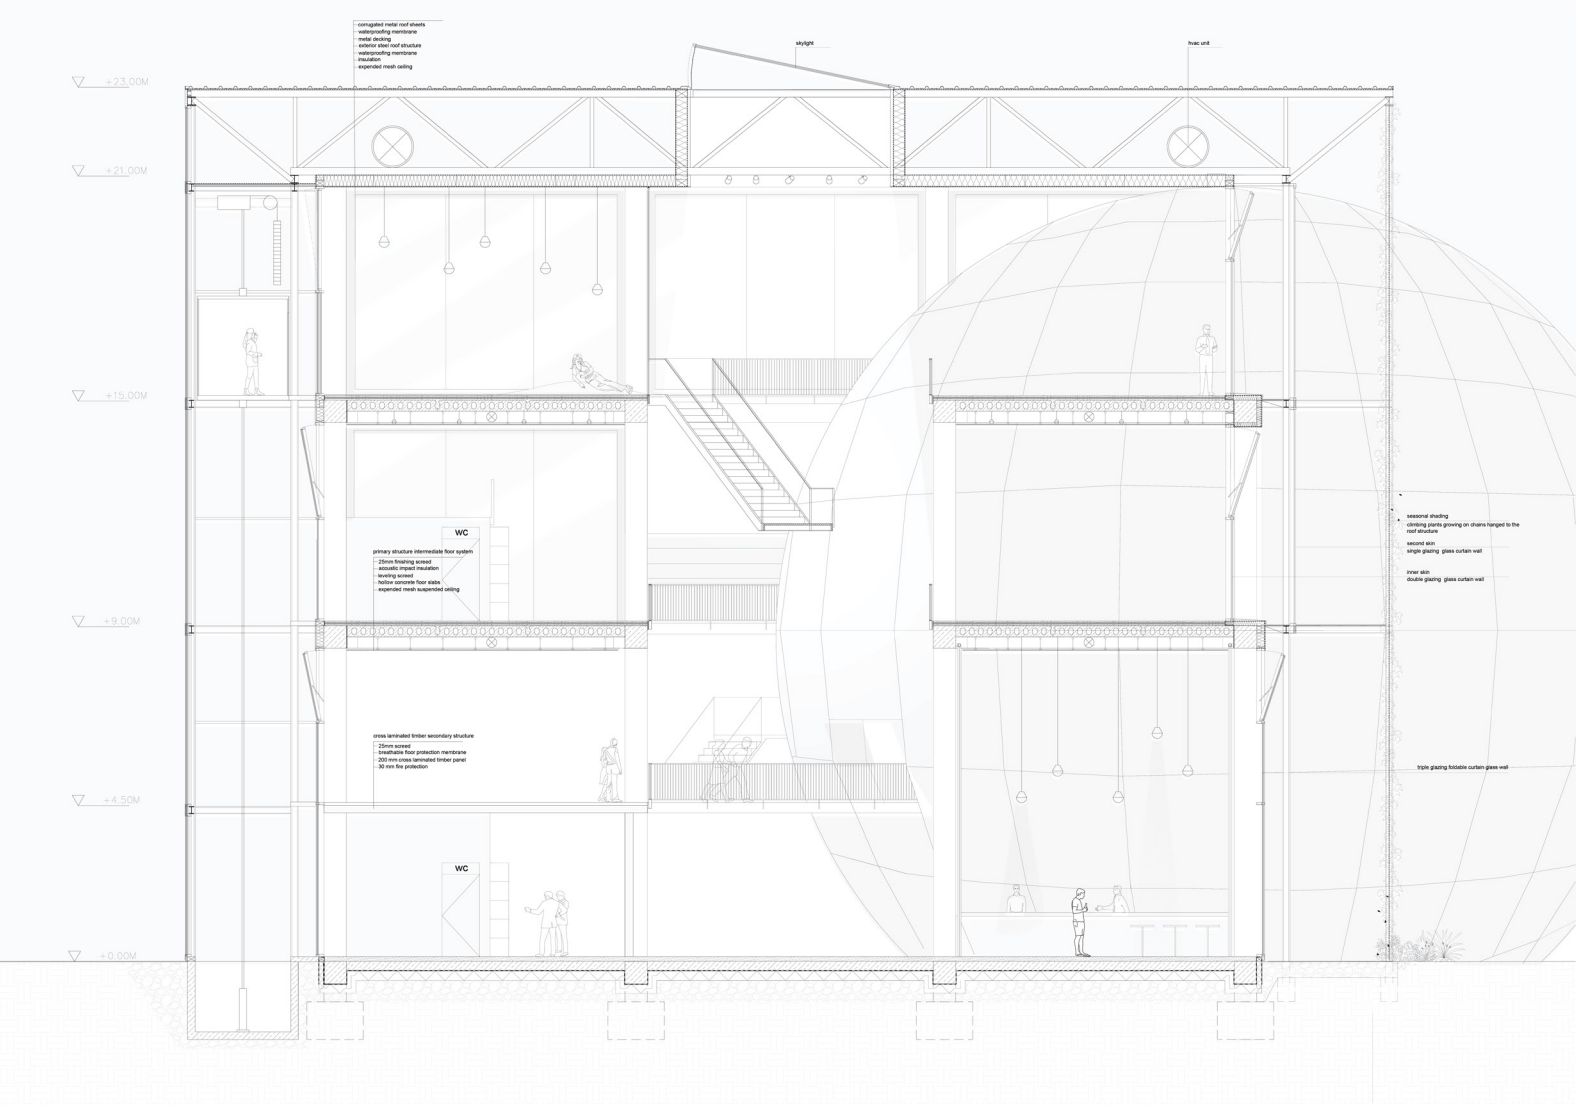 corrugated metal roof sheets
waterproofing membrane
metal decking
exterior steel roof structure
waterproofing membrane
insulation
expended mesh ceiling
skylight
hvac unit
+23.00M
+21.00M
+15.00M
+9.00M
+4.50M
+0.00M
WC
primary structure intermediate floor system
25mm finishing screed
accustic impact insulation
leveling screed
hollow concrete floor slabs
expended mesh suspended ceiling
seasonal shading
climbing plants growing on chains hanged to the
roof structure
second skin
single glazing glass curtain wall
inner skin
double glazing glass curtain wall
cross laminated timber secondary structure
25mm screed
breathable floor protection membrane
200 mm cross laminated timber panel
30 mm fire protection
triple glazing foldable curtain glass wall
WC